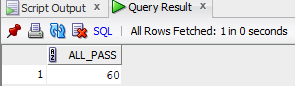 Script Output × Query Result ×
SQL | All Rows Fetched: 1 in 0 seconds
ALL_PASS
1 60